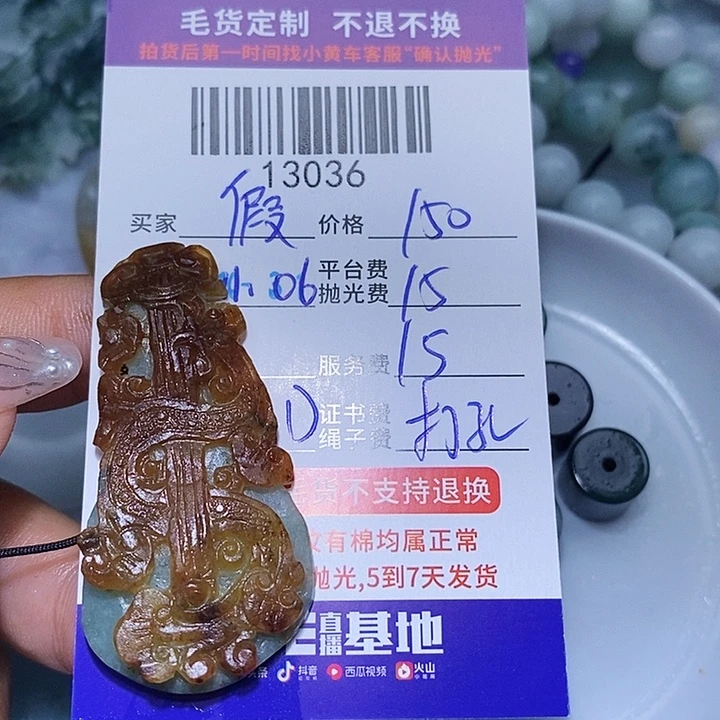 毛货定制 不退不换
拍货后第一时间找小黄车客服“确认抛光”
13036
买家 假 价格 150
06 平台费
抛光费 15
服务费 15
证书费
绳子费 打孔
货不支持退换
有棉均属正常
抛光,5到7天发货
直播基地
抖音 西瓜视频 火山